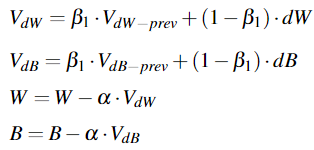 V_{dW} = β_1 · V_{dW−prev} + (1 − β_1) · dW
V_{dB} = β_1 · V_{dB−prev} + (1 − β_1) · dB
W = W − α · V_{dW}
B = B − α · V_{dB}